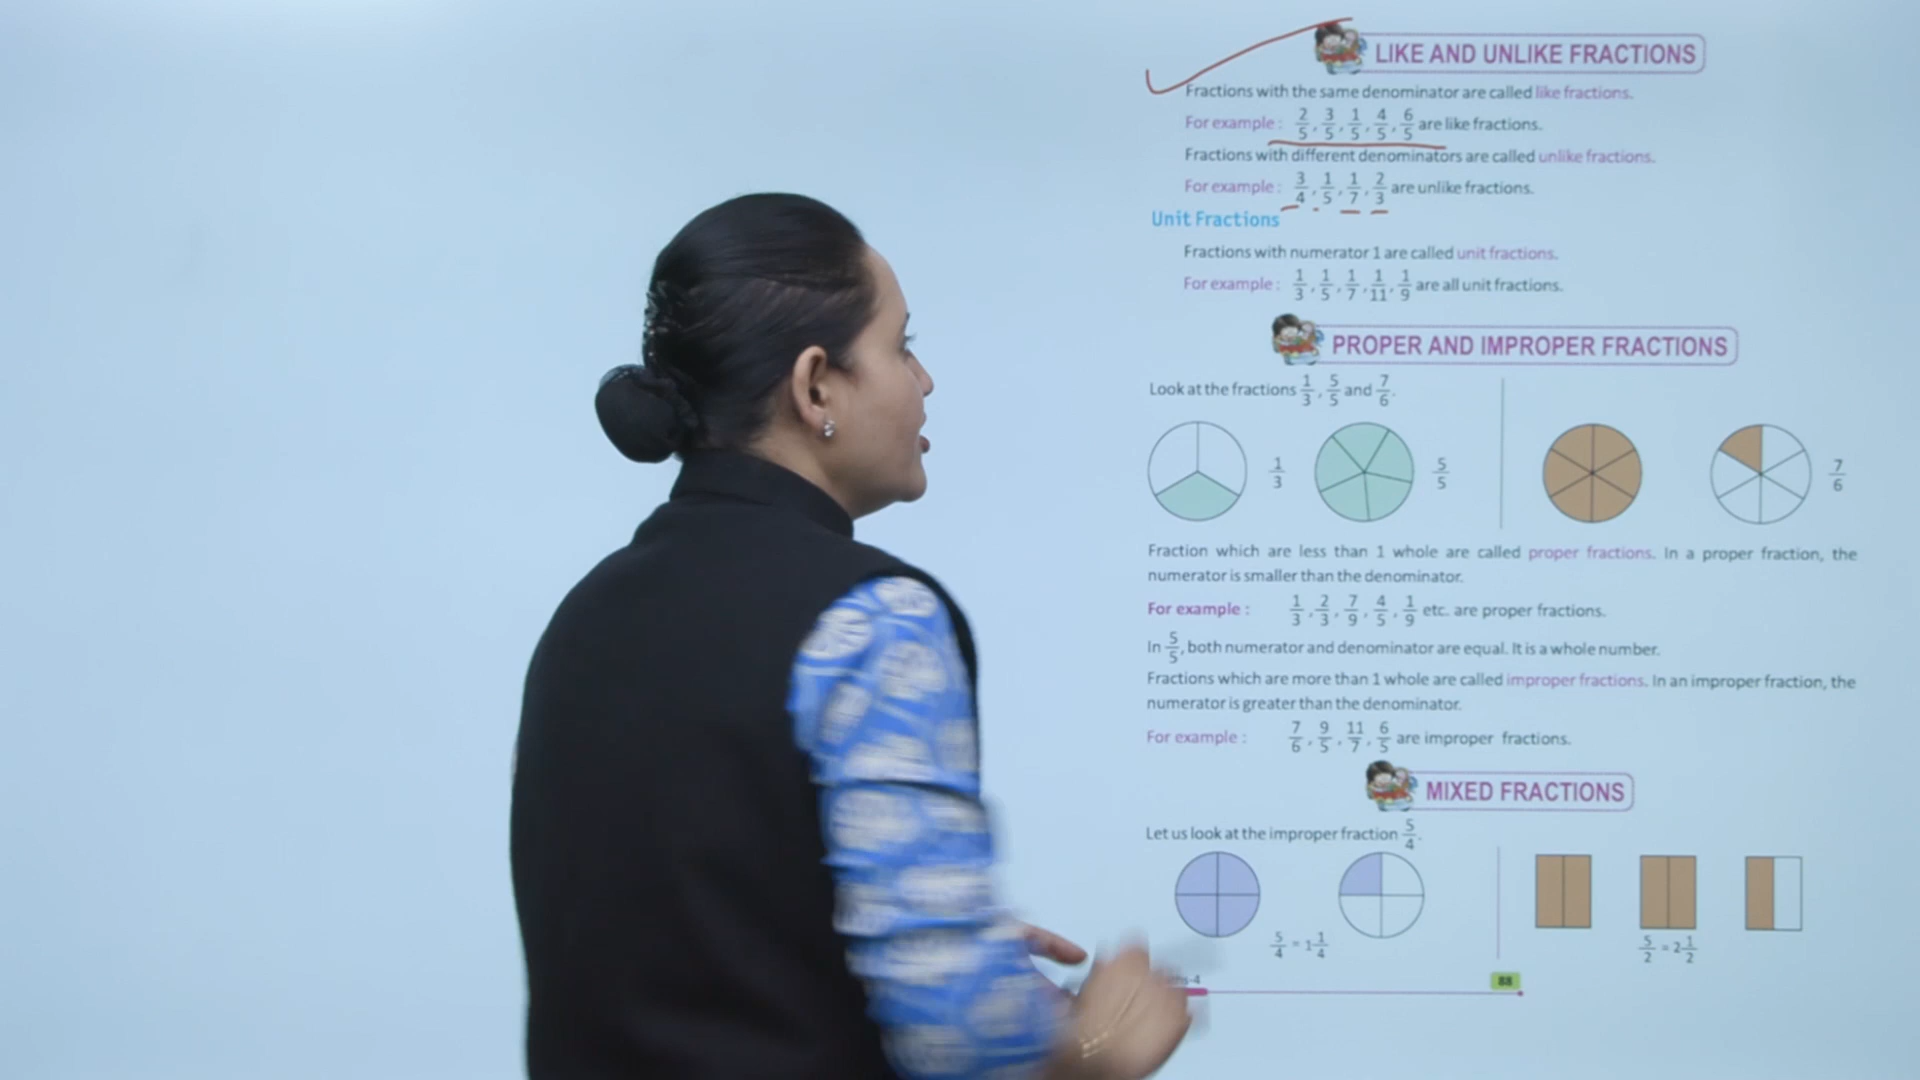 LIKE AND UNLIKE FRACTIONS
Fractions with the same denominator are called like fractions.
For example : 2/5, 3/5, 1/5, 4/5, 6/5 are like fractions.
Fractions with different denominators are called unlike fractions.
For example : 3/4, 1/5, 1/7, 2/3 are unlike fractions.
Unit Fractions
Fractions with numerator 1 are called unit fractions.
For example : 1/3, 1/5, 1/7, 1/11, 1/9 are all unit fractions.
PROPER AND IMPROPER FRACTIONS
Look at the fractions 1/3, 5/5 and 7/6.
1/3 5/5 7/6
Fraction which are less than 1 whole are called proper fractions. In a proper fraction, the
numerator is smaller than the denominator.
For example : 1/3, 2/3, 7/9, 4/5, 1/9 etc. are proper fractions.
In 5/5, both numerator and denominator are equal. It is a whole number.
Fractions which are more than 1 whole are called improper fractions. In an improper fraction, the
numerator is greater than the denominator.
For example : 7/6, 9/5, 11/7, 6/5 are improper fractions.
MIXED FRACTIONS
Let us look at the improper fraction 5/4.
5/4 = 1 1/4 5/2 = 2 1/2
88